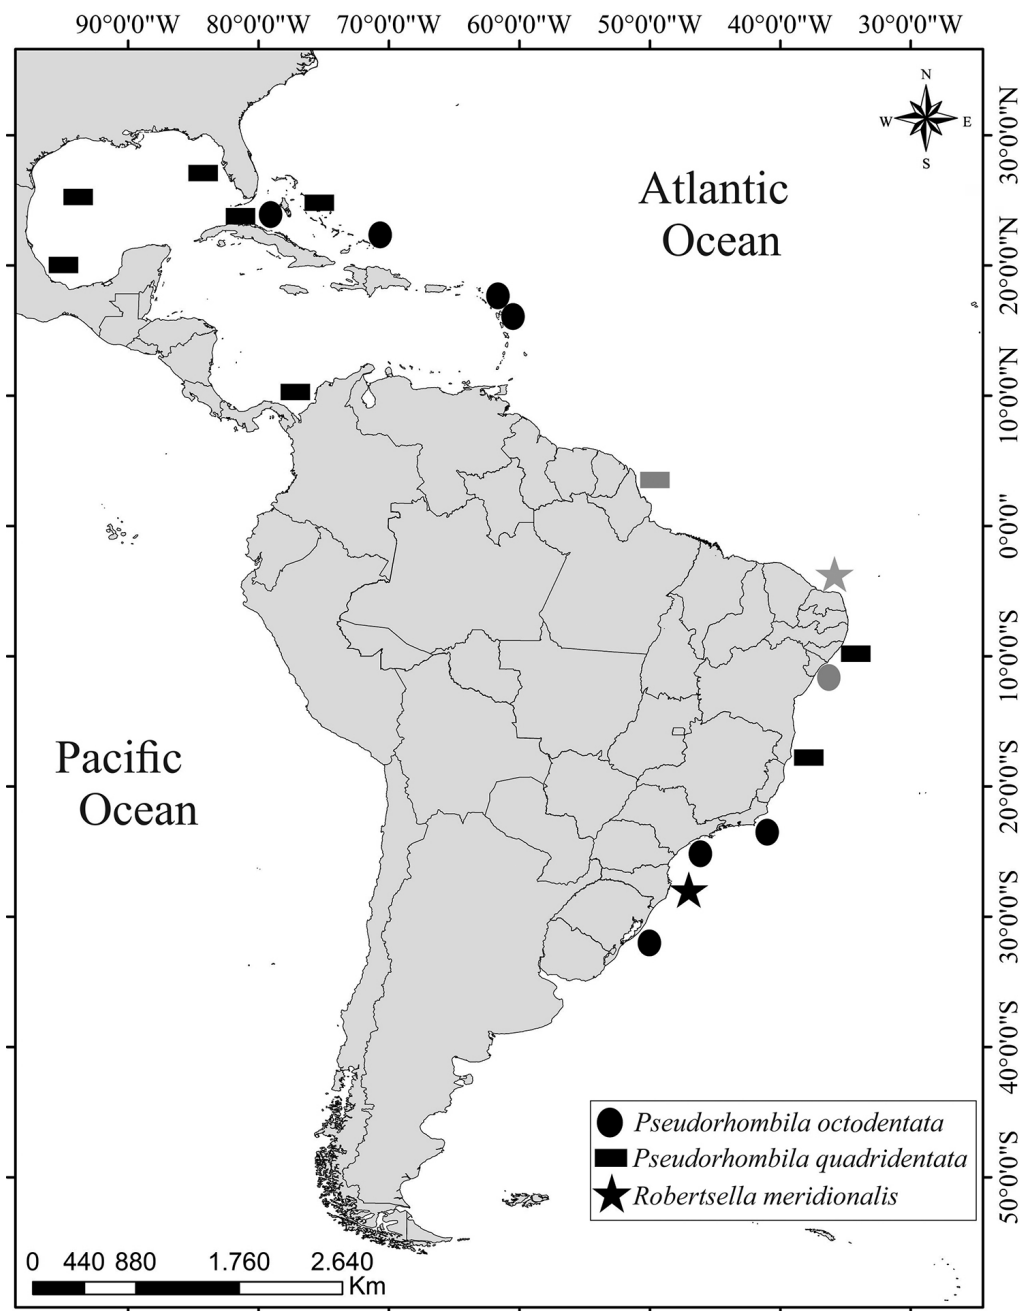 90°0'0"W 80°0'0"W 70°0'0"W 60°0'0"W 50°0'0"W 40°0'0"W 30°0'0"W
N
W E
S
30°0'0"N
Atlantic
Ocean
20°0'0"N
10°0'0"N
0°0'0"
10°0'0"S
Pacific
Ocean
20°0'0"S
30°0'0"S
40°0'0"S
Pseudorhombila octodentata
Pseudorhombila quadridentata
Robertsella meridionalis
50°0'0"S
0 440 880 1.760 2.640
Km